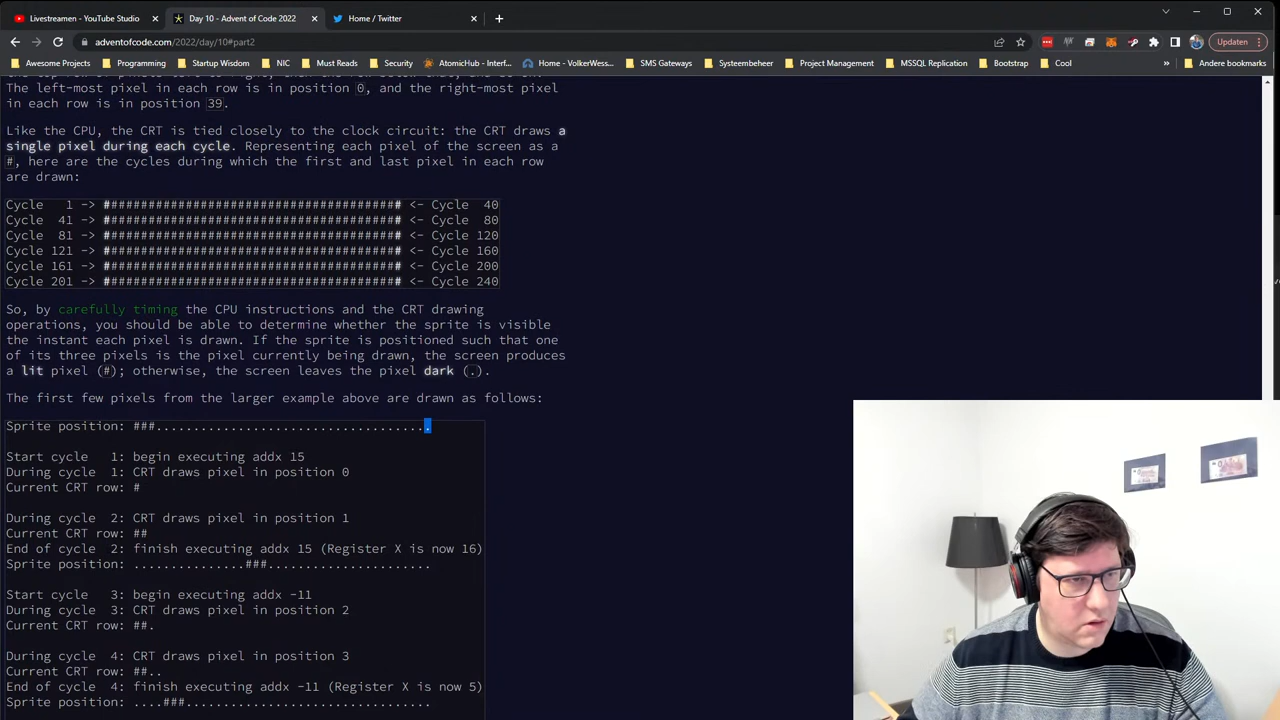 Livestreamen - YouTube Studio
Day 10 - Advent of Code 2022
Home / Twitter
adventofcode.com/2022/day/10#part2
Updaten
Awesome Projects
Programming
Startup Wisdom
NIC
Must Reads
Security
AtomicHub - Interf...
Home - VolkerWess...
SMS Gateways
Systeembeheer
Project Management
MSSQL Replication
Bootstrap
Cool
»
Andere bookmarks
The left-most pixel in each row is in position 0, and the right-most pixel
in each row is in position 39.
Like the CPU, the CRT is tied closely to the clock circuit: the CRT draws a
single pixel during each cycle. Representing each pixel of the screen as a
#, here are the cycles during which the first and last pixel in each row
are drawn:
Cycle   1 -> ######################################## <- Cycle  40
Cycle  41 -> ######################################## <- Cycle  80
Cycle  81 -> ######################################## <- Cycle 120
Cycle 121 -> ######################################## <- Cycle 160
Cycle 161 -> ######################################## <- Cycle 200
Cycle 201 -> ######################################## <- Cycle 240
So, by carefully timing the CPU instructions and the CRT drawing
operations, you should be able to determine whether the sprite is visible
the instant each pixel is drawn. If the sprite is positioned such that one
of its three pixels is the pixel currently being drawn, the screen produces
a lit pixel (#); otherwise, the screen leaves the pixel dark (.).
The first few pixels from the larger example above are drawn as follows:
Sprite position: ###.....................................
Start cycle   1: begin executing addx 15
During cycle  1: CRT draws pixel in position 0
Current CRT row: #
During cycle  2: CRT draws pixel in position 1
Current CRT row: ##
End of cycle  2: finish executing addx 15 (Register X is now 16)
Sprite position: ...............###......................
Start cycle   3: begin executing addx -11
During cycle  3: CRT draws pixel in position 2
Current CRT row: ##.
During cycle  4: CRT draws pixel in position 3
Current CRT row: ##..
End of cycle  4: finish executing addx -11 (Register X is now 5)
Sprite position: ....###.................................